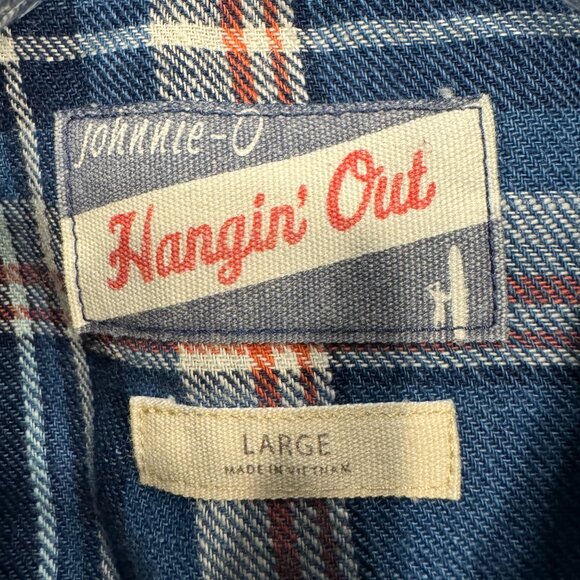 johnnie-O
Hangin' Out
LARGE
MADE IN VIETNAM